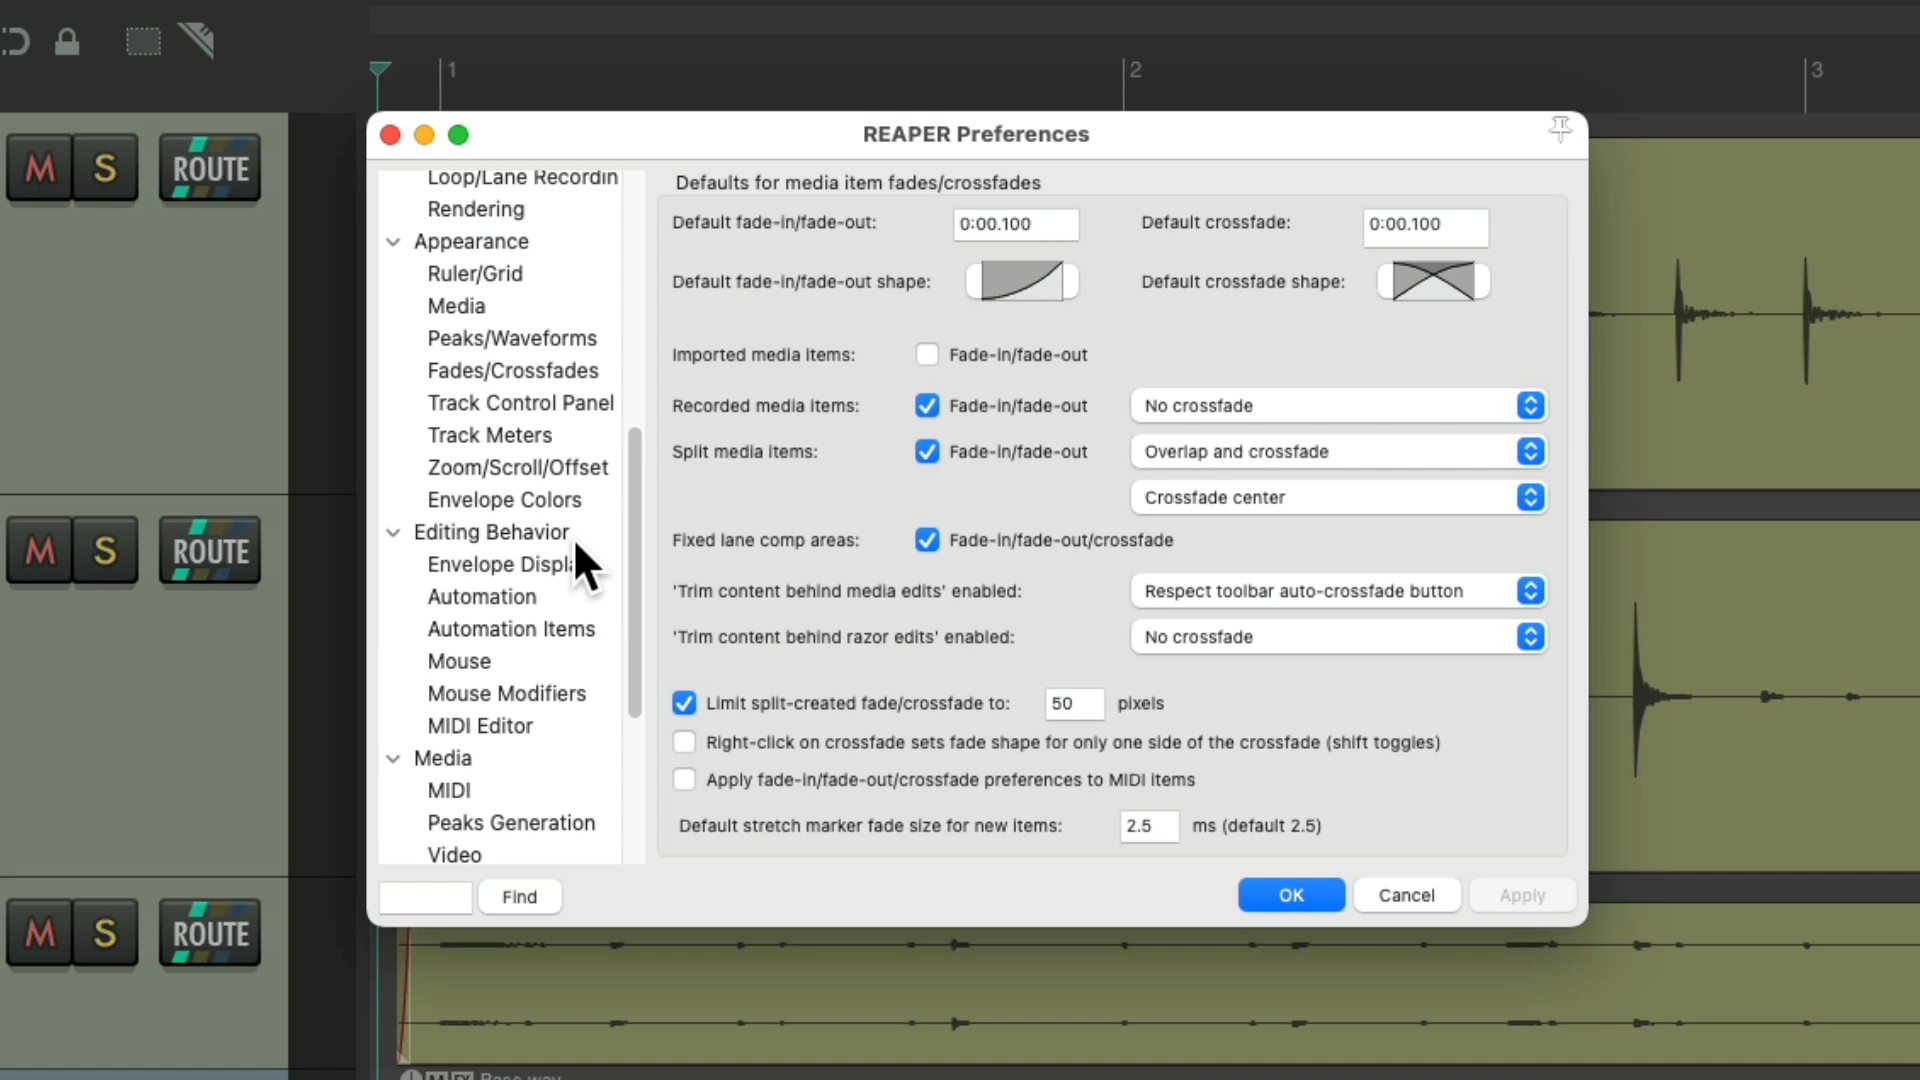 1
2
3
M
S
ROUTE
M
S
ROUTE
M
S
ROUTE
REAPER Preferences
Loop/Lane Recordin
Rendering
Appearance
Ruler/Grid
Media
Peaks/Waveforms
Fades/Crossfades
Track Control Panel
Track Meters
Zoom/Scroll/Offset
Envelope Colors
Editing Behavior
Envelope Displa
Automation
Automation Items
Mouse
Mouse Modifiers
MIDI Editor
Media
MIDI
Peaks Generation
Video
Find
Defaults for media item fades/crossfades
Default fade-in/fade-out: 0:00.100 Default crossfade: 0:00.100
Default fade-in/fade-out shape: Default crossfade shape:
Imported media items: Fade-in/fade-out
Recorded media items: Fade-in/fade-out No crossfade
Split media items: Fade-in/fade-out Overlap and crossfade
Crossfade center
Fixed lane comp areas: Fade-in/fade-out/crossfade
'Trim content behind media edits' enabled: Respect toolbar auto-crossfade button
'Trim content behind razor edits' enabled: No crossfade
Limit split-created fade/crossfade to: 50 pixels
Right-click on crossfade sets fade shape for only one side of the crossfade (shift toggles)
Apply fade-in/fade-out/crossfade preferences to MIDI items
Default stretch marker fade size for new items: 2.5 ms (default 2.5)
OK
Cancel
Apply